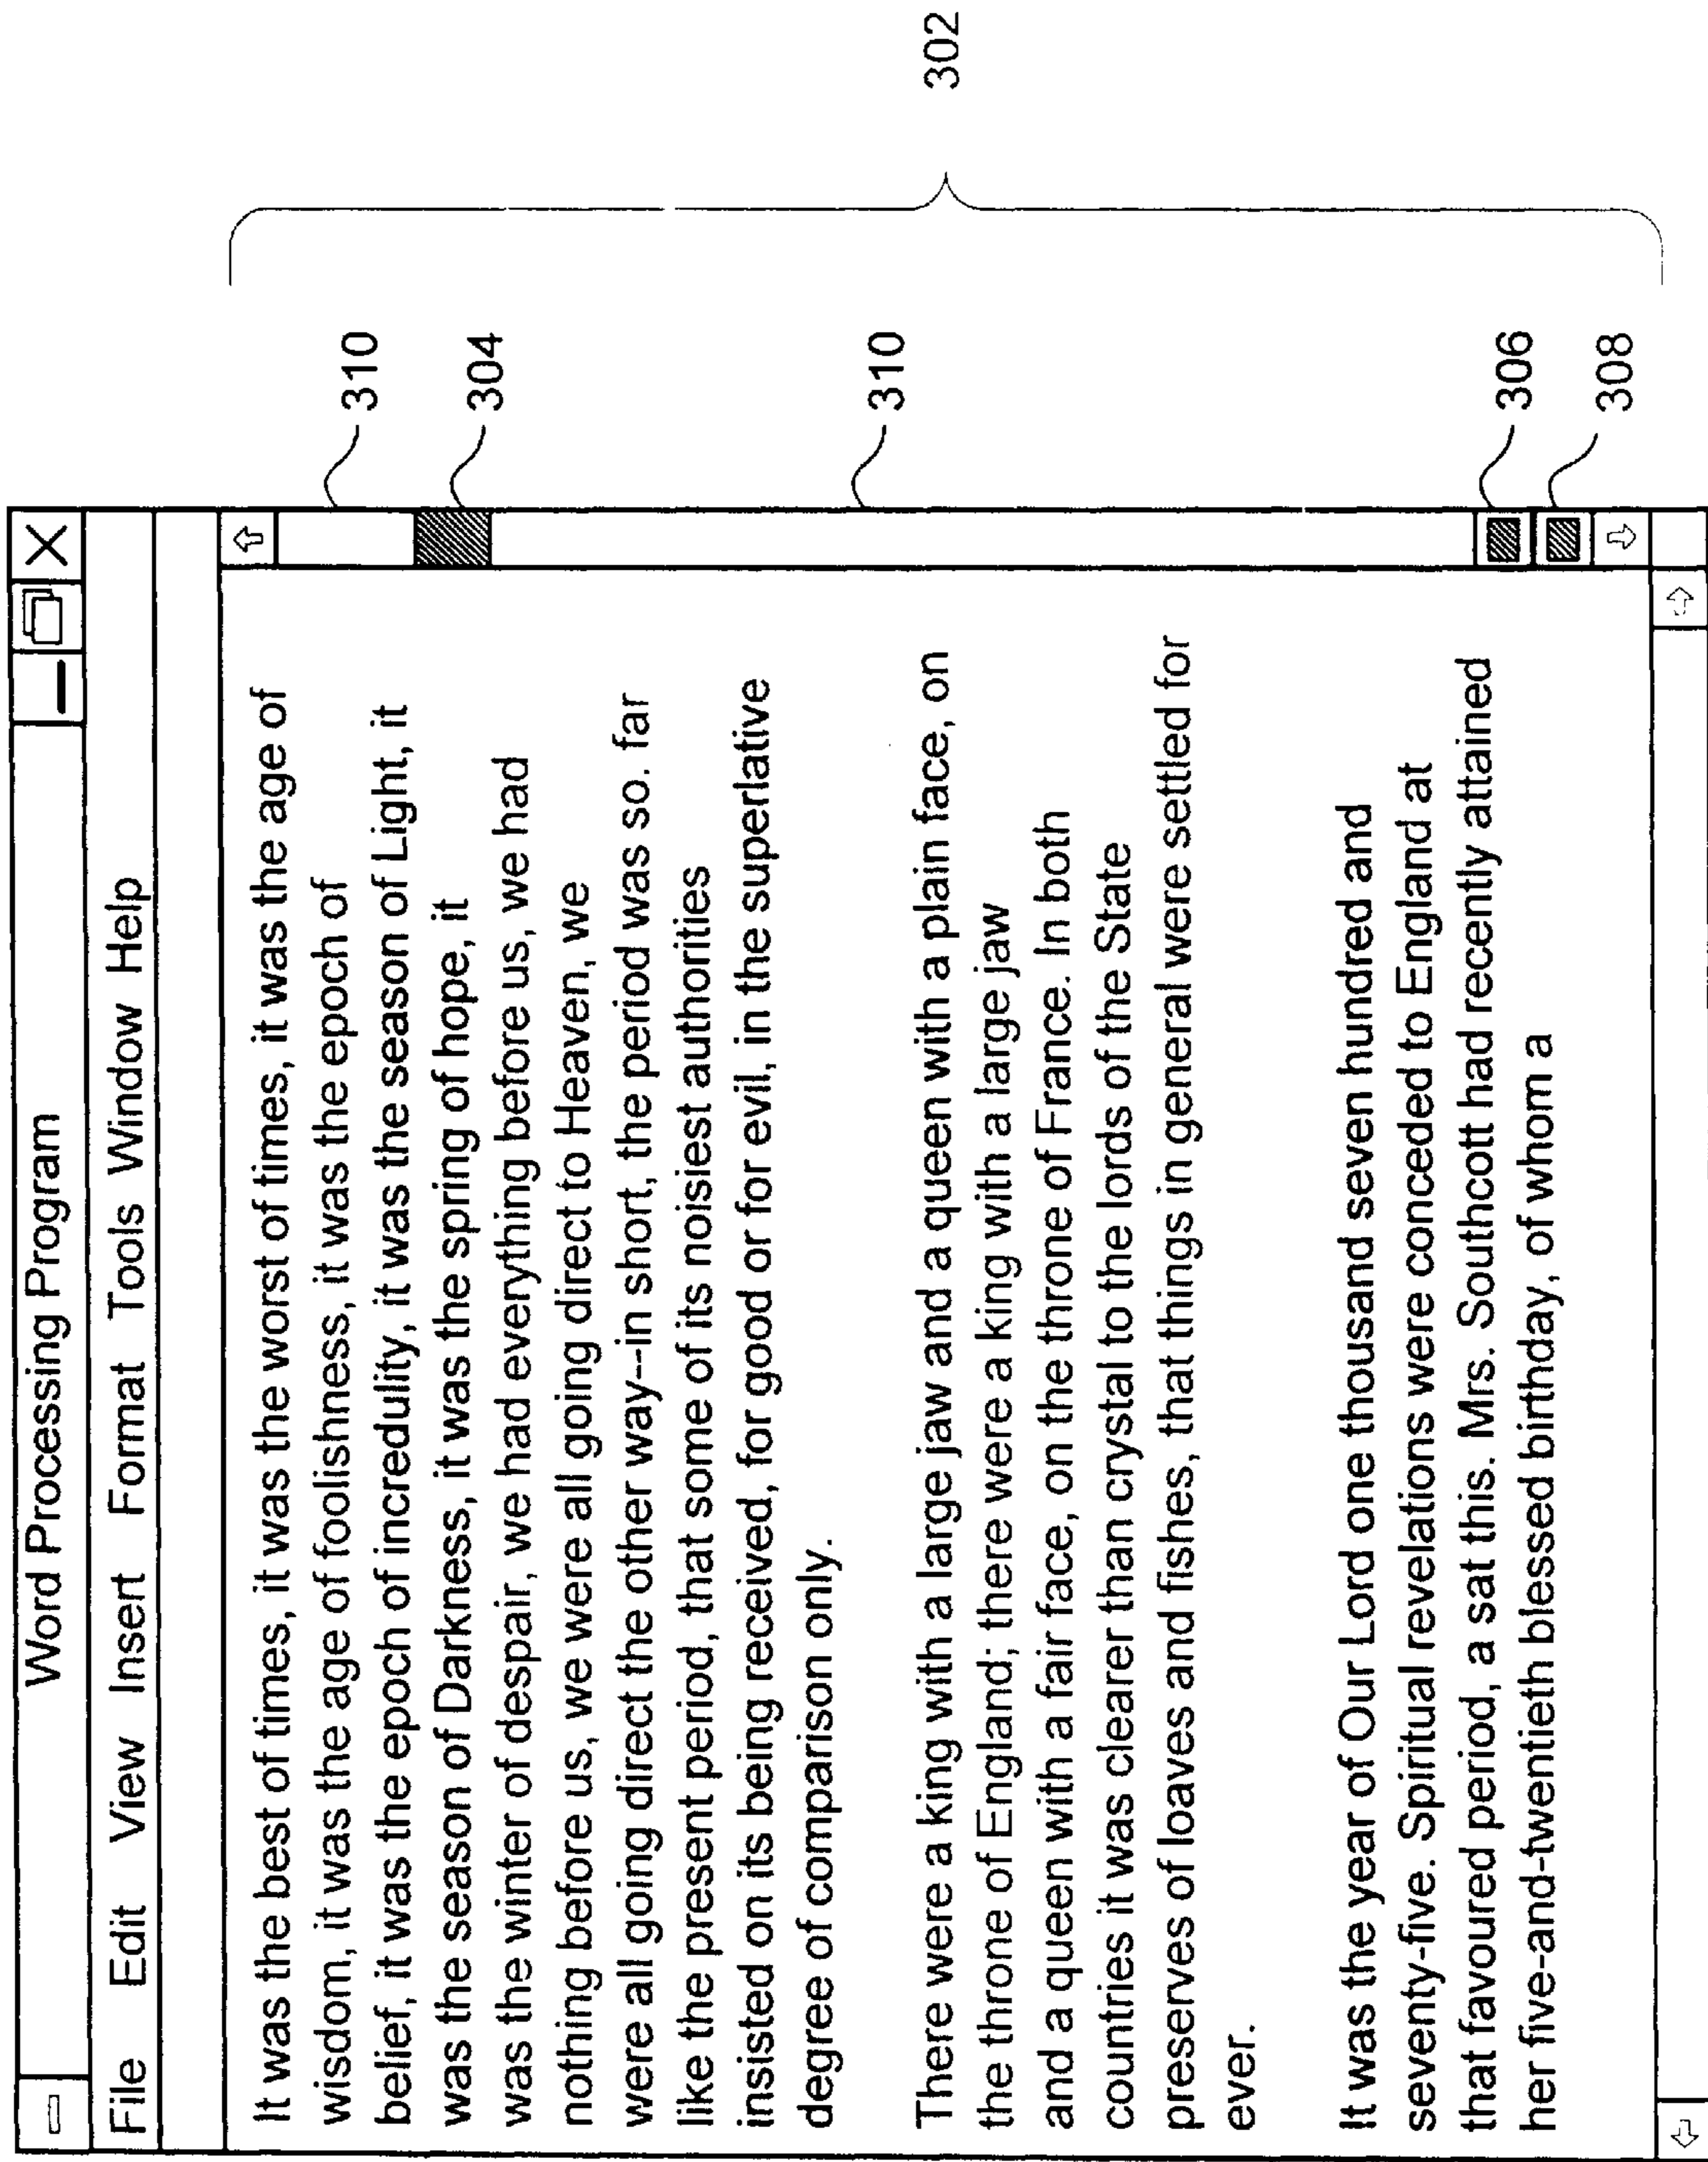 Word Processing Program
File Edit View Insert Format Tools Window Help
It was the best of times, it was the worst of times, it was the age of
wisdom, it was the age of foolishness, it was the epoch of
belief, it was the epoch of incredulity, it was the season of Light, it
was the season of Darkness, it was the spring of hope, it
was the winter of despair, we had everything before us, we had
nothing before us, we were all going direct to Heaven, we
were all going direct the other way--in short, the period was so. far
like the present period, that some of its noisiest authorities
insisted on its being received, for good or for evil, in the superlative
degree of comparison only.
There were a king with a large jaw and a queen with a plain face, on
the throne of England; there were a king with a large jaw
and a queen with a fair face, on the throne of France. In both
countries it was clearer than crystal to the lords of the State
preserves of loaves and fishes, that things in general were settled for
ever.
It was the year of Our Lord one thousand seven hundred and
seventy-five. Spiritual revelations were conceded to England at
that favoured period, a sat this. Mrs. Southcott had recently attained
her five-and-twentieth blessed birthday, of whom a
310
304
310
306
308
302